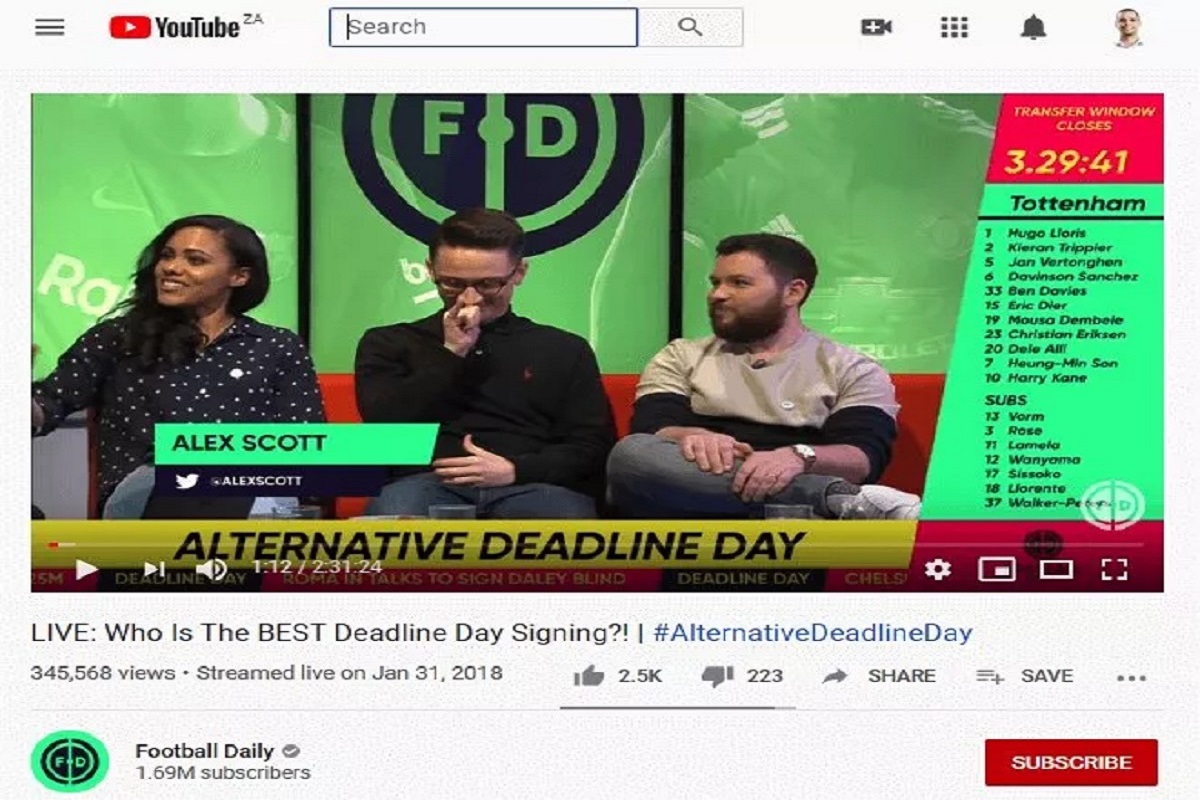 YouTube ZA
Search
F D
TRANSFER WINDOW
CLOSES
3.29:41
Tottenham
1 Hugo Lloris
2 Kieran Trippier
5 Jan Vertonghen
6 Davinson Sanchez
33 Ben Davies
15 Eric Dier
19 Mousa Dembele
23 Christian Eriksen
20 Dele Alli
7 Heung-Min Son
10 Harry Kane
SUBS
13 Vorm
3 Rose
11 Lamela
12 Wanyama
17 Sissoko
18 Llorente
37 Walker-Pe
ALEX SCOTT
@ALEXSCOTT
ALTERNATIVE DEADLINE DAY
1:12 / 2:31:24
25M DEADLINE DAY ROMA IN TALKS TO SIGN DALEY BLIND DEADLINE DAY CHELS
LIVE: Who Is The BEST Deadline Day Signing?! | #AlternativeDeadlineDay
345,568 views • Streamed live on Jan 31, 2018
2.5K 223 SHARE SAVE
F D
Football Daily
1.69M subscribers
SUBSCRIBE